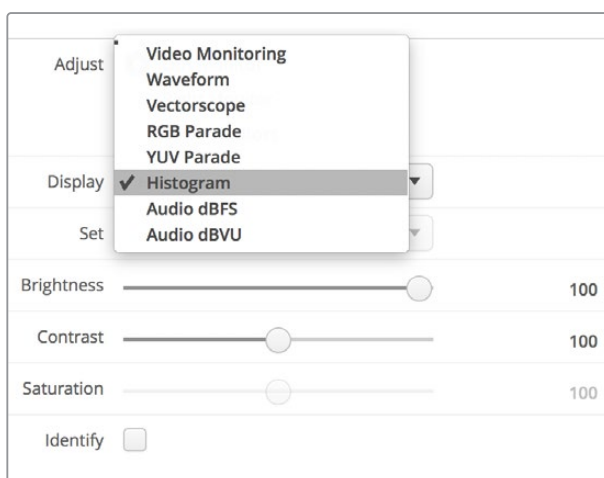 Adjust
Video Monitoring
Waveform
Vectorscope
RGB Parade
YUV Parade
Display ✔ Histogram
Audio dBFS
Set Audio dBVU
Brightness 100
Contrast 100
Saturation 100
Identify